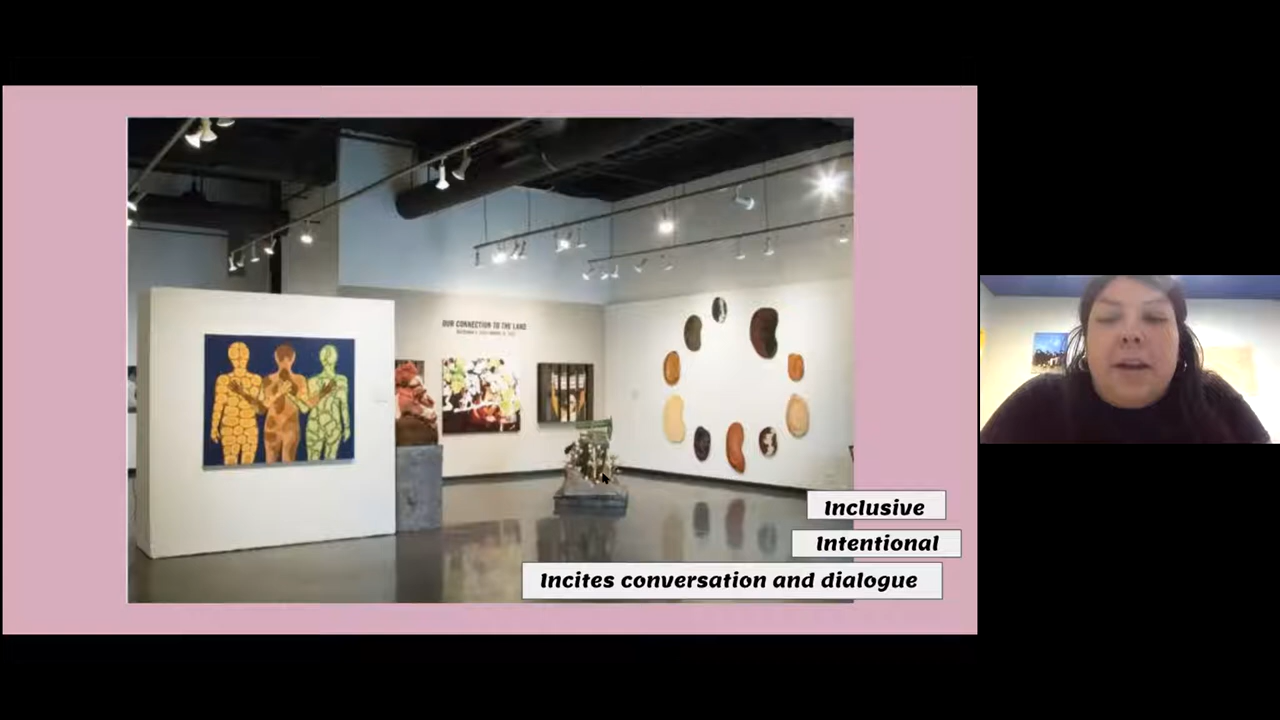 OUR CONNECTION TO THE LAND
Inclusive
Intentional
Incites conversation and dialogue